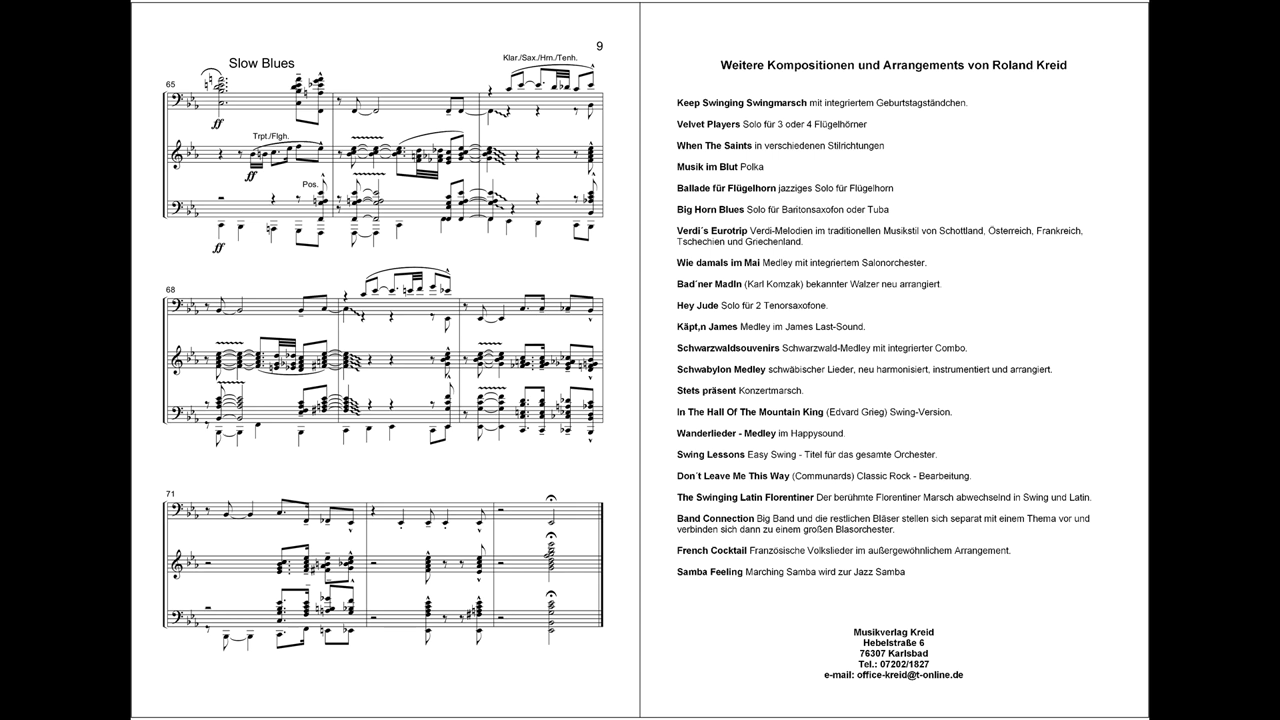 9
Slow Blues
Klar./Sax./Hrn./Tenh.
65
ff
Trpt./Flgh.
ff
Pos.
ff
68
71
Weitere Kompositionen und Arrangements von Roland Kreid
Keep Swinging Swingmarsch mit integriertem Geburtstagständchen.
Velvet Players Solo für 3 oder 4 Flügelhörner
When The Saints in verschiedenen Stilrichtungen
Musik im Blut Polka
Ballade für Flügelhorn jazziges Solo für Flügelhorn
Big Horn Blues Solo für Baritonsaxofon oder Tuba
Verdi´s Eurotrip Verdi-Melodien im traditionellen Musikstil von Schottland, Österreich, Frankreich,
Tschechien und Griechenland.
Wie damals im Mai Medley mit integriertem Salonorchester.
Bad´ner Madln (Karl Komzak) bekannter Walzer neu arrangiert.
Hey Jude Solo für 2 Tenorsaxofone.
Käpt,n James Medley im James Last-Sound.
Schwarzwaldsouvenirs Schwarzwald-Medley mit integrierter Combo.
Schwabylon Medley schwäbischer Lieder, neu harmonisiert, instrumentiert und arrangiert.
Stets präsent Konzertmarsch.
In The Hall Of The Mountain King (Edvard Grieg) Swing-Version.
Wanderlieder - Medley im Happysound.
Swing Lessons Easy Swing - Titel für das gesamte Orchester.
Don´t Leave Me This Way (Communards) Classic Rock - Bearbeitung.
The Swinging Latin Florentiner Der berühmte Florentiner Marsch abwechselnd in Swing und Latin.
Band Connection Big Band und die restlichen Bläser stellen sich separat mit einem Thema vor und
verbinden sich dann zu einem großen Blasorchester.
French Cocktail Französische Volkslieder im außergewöhnlichem Arrangement.
Samba Feeling Marching Samba wird zur Jazz Samba
Musikverlag Kreid
Hebelstraße 6
76307 Karlsbad
Tel.: 07202/1827
e-mail: office-kreid@t-online.de